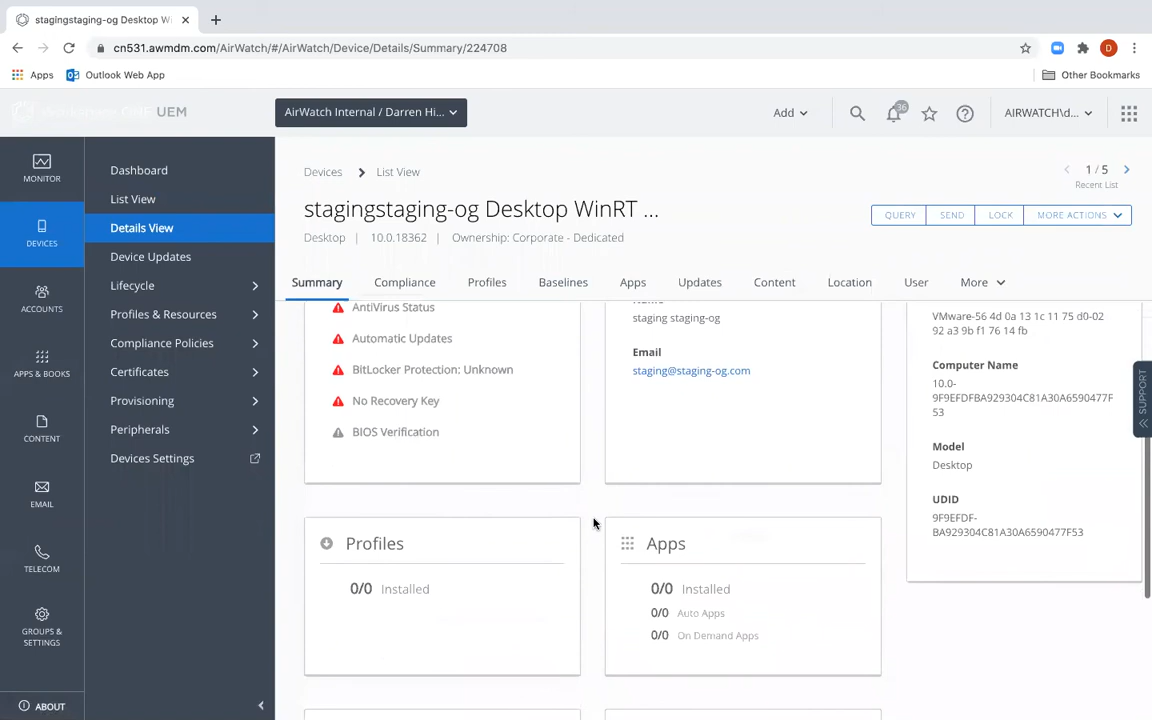 stagingstaging-og Desktop Wi
cn531.awmdm.com/AirWatch/#/AirWatch/Device/Details/Summary/224708
D
Apps
Outlook Web App
Other Bookmarks
Workspace ONE UEM
AirWatch Internal / Darren Hi...
Add
36
AIRWATCH\d...
MONITOR
DEVICES
ACCOUNTS
APPS & BOOKS
CONTENT
EMAIL
TELECOM
GROUPS &
SETTINGS
ABOUT
Dashboard
List View
Details View
Device Updates
Lifecycle
Profiles & Resources
Compliance Policies
Certificates
Provisioning
Peripherals
Devices Settings
Devices
List View
1 / 5
Recent List
stagingstaging-og Desktop WinRT ...
Desktop | 10.0.18362 | Ownership: Corporate - Dedicated
QUERY
SEND
LOCK
MORE ACTIONS
Summary
Compliance
Profiles
Baselines
Apps
Updates
Content
Location
User
More
AntiVirus Status
Automatic Updates
BitLocker Protection: Unknown
No Recovery Key
BIOS Verification
Name
staging staging-og
Email
staging@staging-og.com
VMware-56 4d 0a 13 1c 11 75 d0-02
92 a3 9b f1 76 14 fb
Computer Name
10.0-
9F9EFDFBA929304C81A30A6590477F
53
Model
Desktop
UDID
9F9EFDF-
BA929304C81A30A6590477F53
SUPPORT
Profiles
0/0 Installed
Apps
0/0 Installed
0/0 Auto Apps
0/0 On Demand Apps